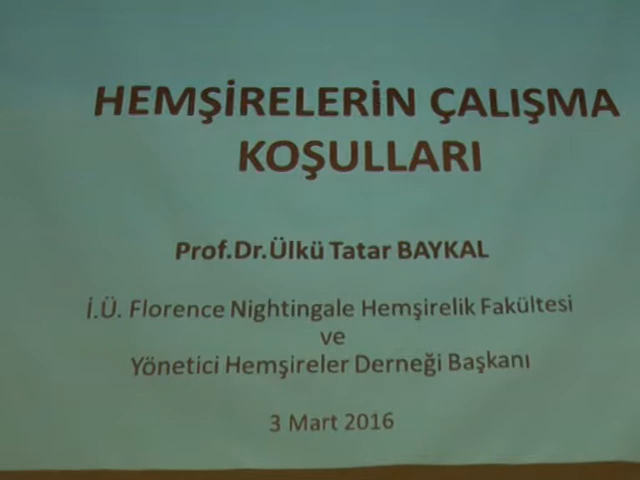 HEMŞİRELERİN ÇALIŞMA
KOŞULLARI
Prof.Dr.Ülkü Tatar BAYKAL
İ.Ü. Florence Nightingale Hemşirelik Fakültesi
ve
Yönetici Hemşireler Derneği Başkanı
3 Mart 2016